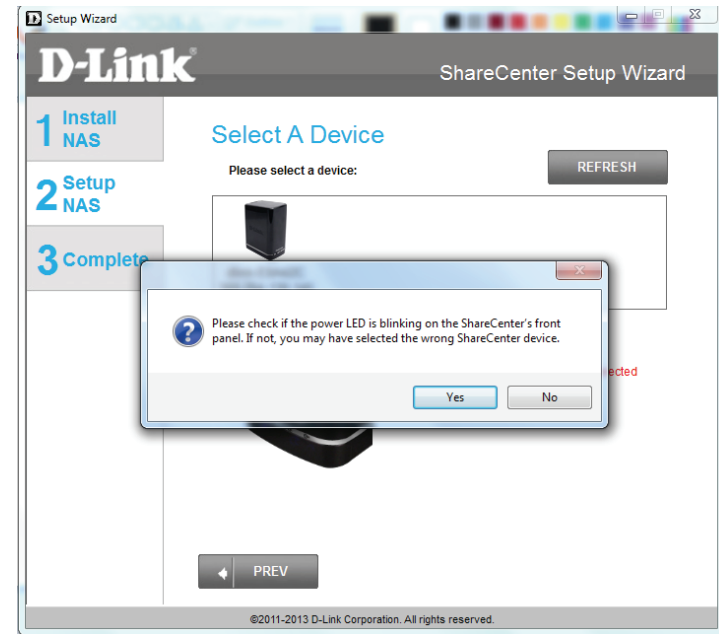 Setup Wizard
D-Link
ShareCenter Setup Wizard
1 Install
NAS
2 Setup
NAS
3 Complete
Select A Device
Please select a device:
REFRESH
Please check if the power LED is blinking on the ShareCenter's front
panel. If not, you may have selected the wrong ShareCenter device.
Yes
No
PREV
©2011-2013 D-Link Corporation. All rights reserved.